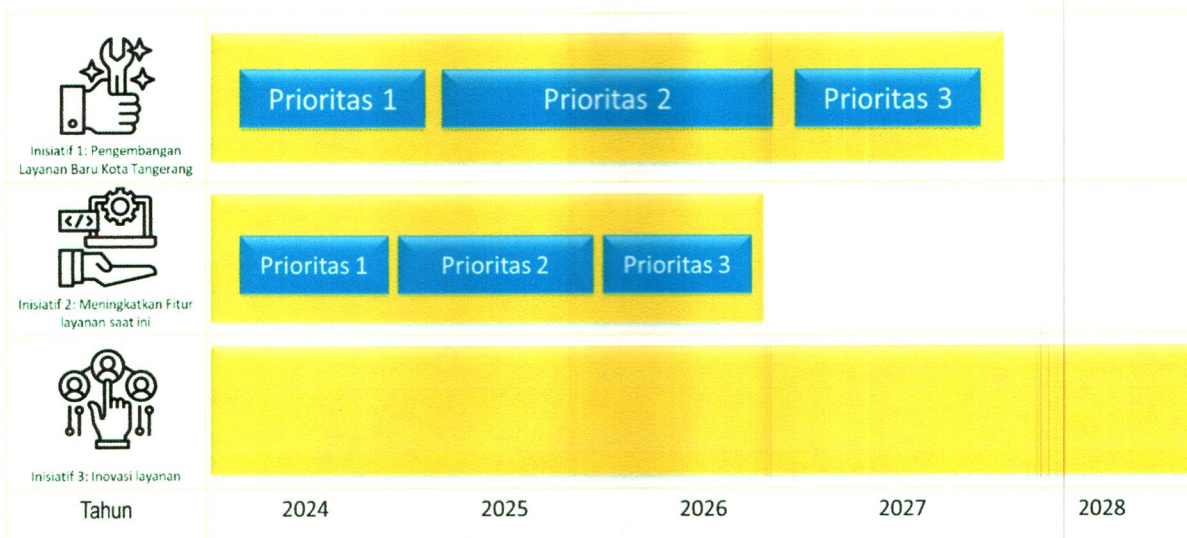 Prioritas 1
Prioritas 2
Prioritas 3
Inisiatif 1: Pengembangan
Layanan Baru Kota Tangerang
</>
Prioritas 1
Prioritas 2
Prioritas 3
Inisiatif 2: Meningkatkan Fitur
layanan saat ini
Inisiatif 3: Inovasi layanan
Tahun
2024
2025
2026
2027
2028